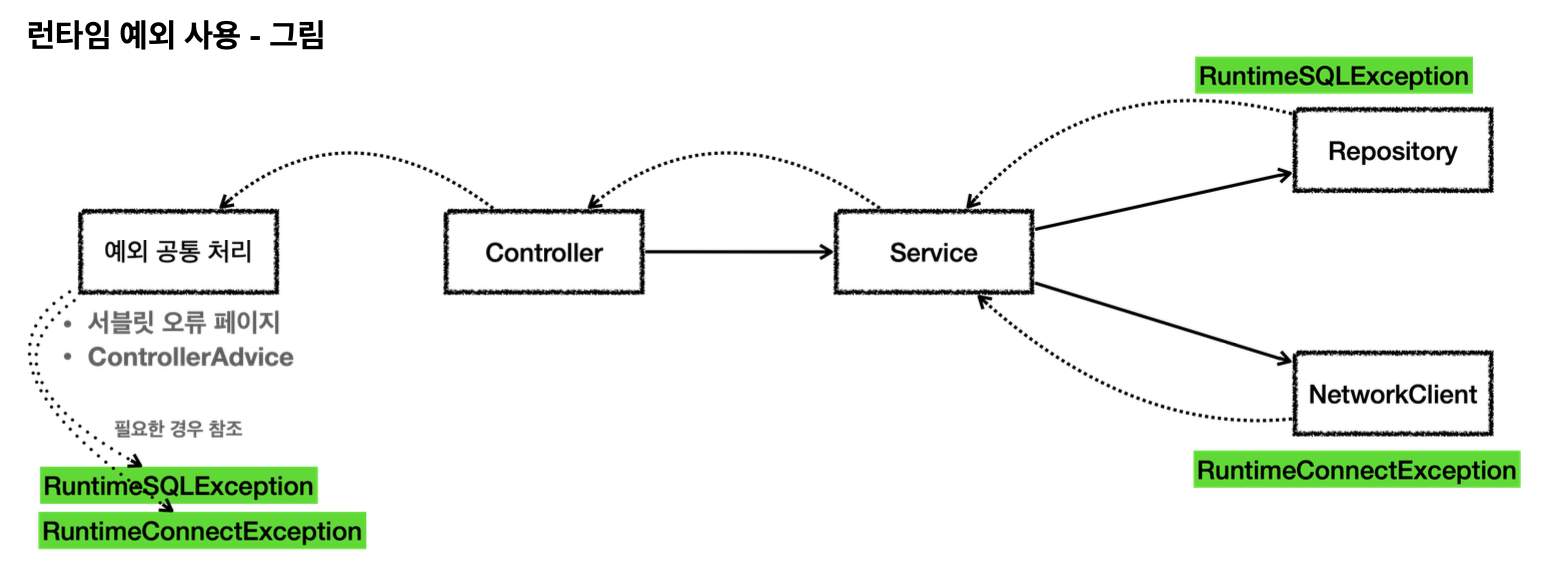 런타임 예외 사용 - 그림
RuntimeSQLException
Repository
예외 공통 처리
Controller
Service
• 서블릿 오류 페이지
• ControllerAdvice
NetworkClient
필요한 경우 참조
RuntimeConnectException
RuntimeSQLException
RuntimeConnectException